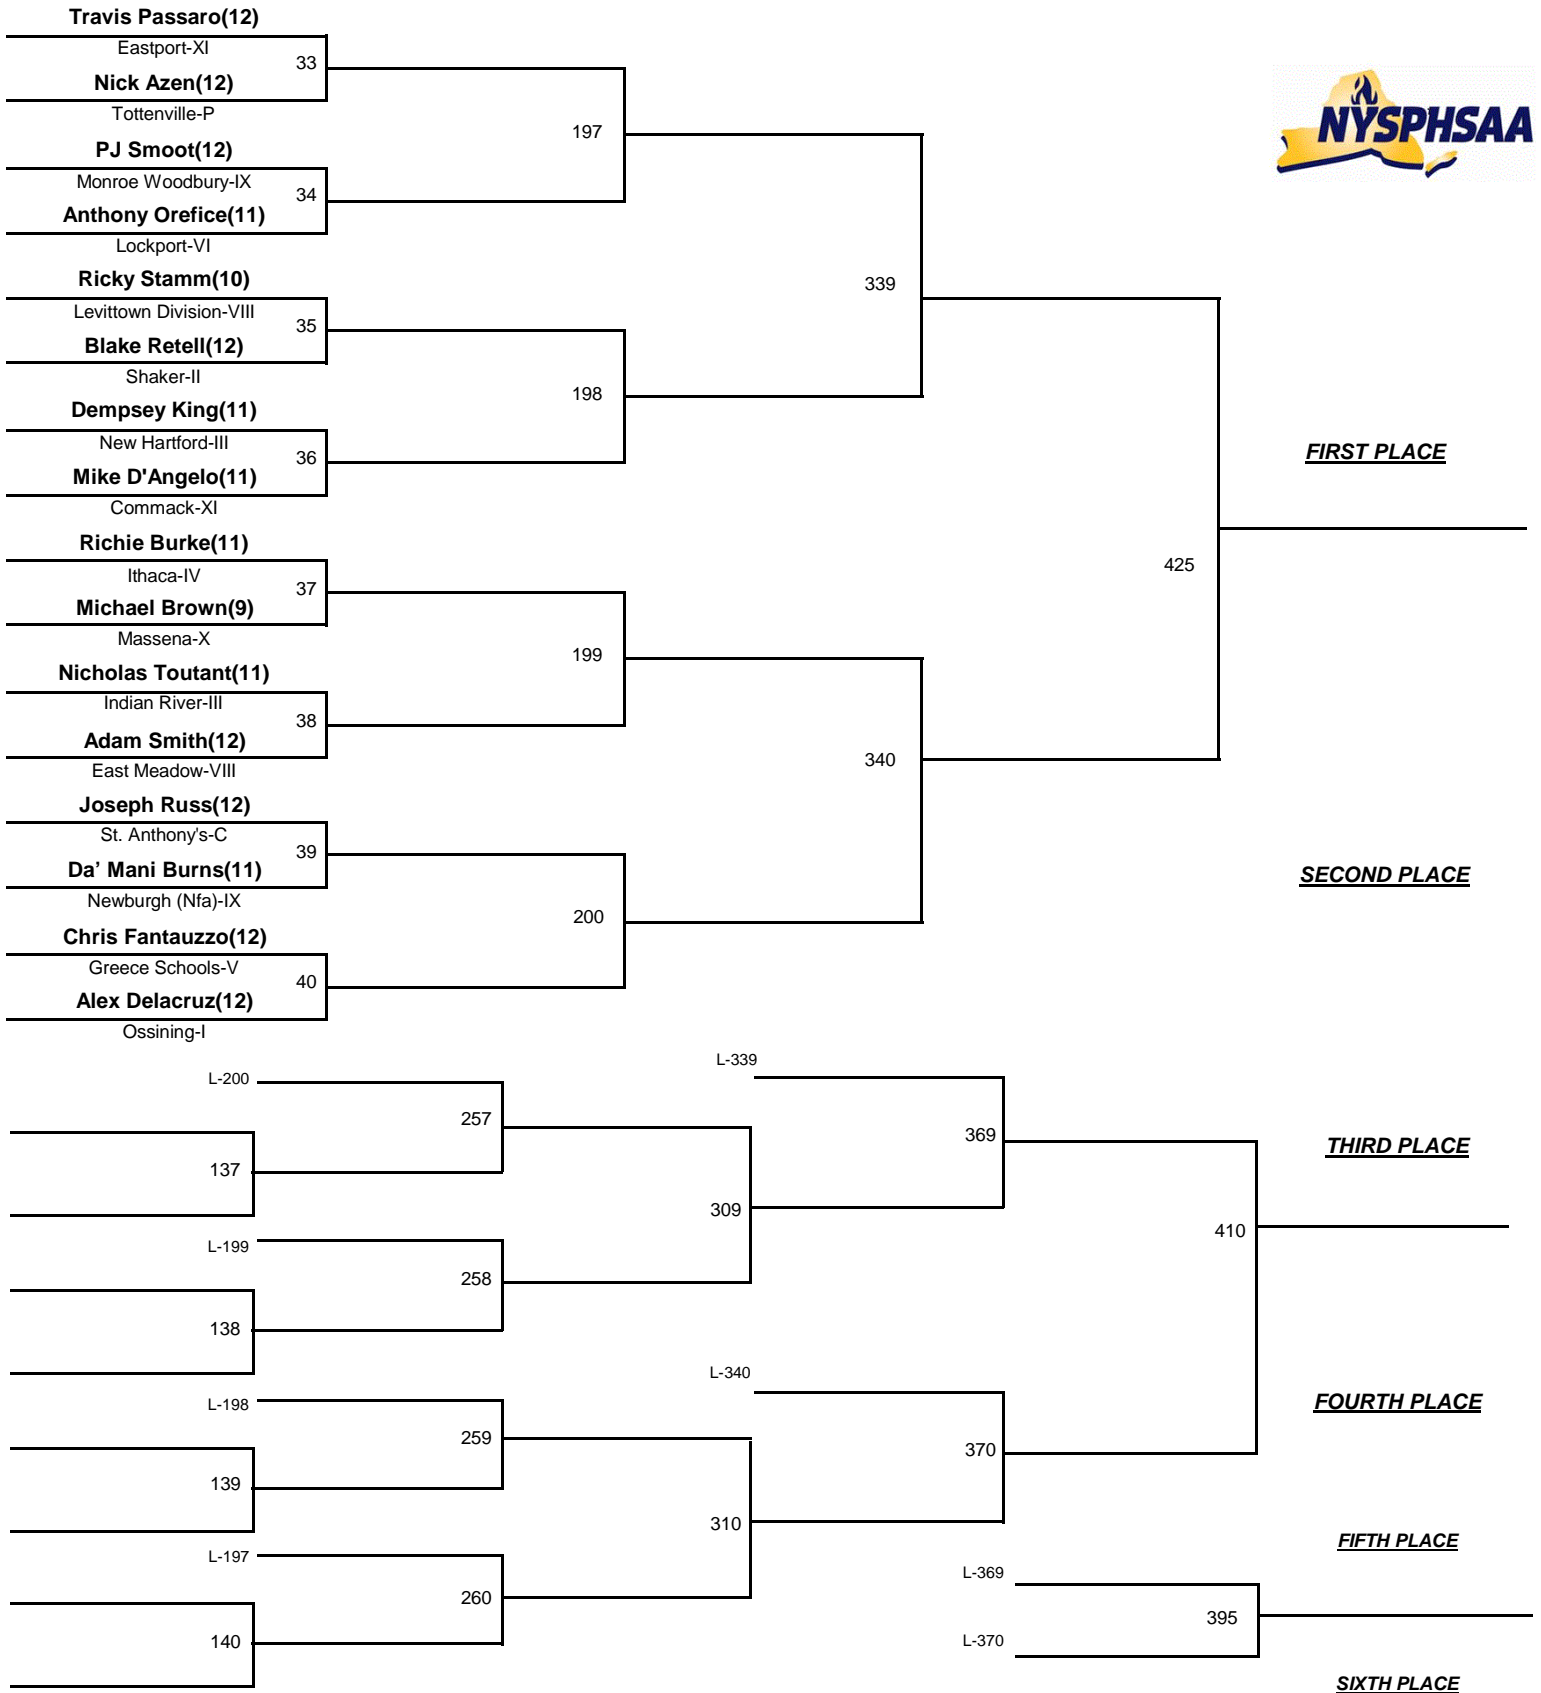 Travis Passaro(12)
Eastport-XI
33
Nick Azen(12)
Tottenville-P
197
PJ Smoot(12)
Monroe Woodbury-IX
34
Anthony Orefice(11)
Lockport-VI
NYSPHSAA
Ricky Stamm(10)
339
Levittown Division-VIII
35
Blake Retell(12)
Shaker-II
198
Dempsey King(11)
New Hartford-III
36
FIRST PLACE
Mike D'Angelo(11)
Commack-XI
Richie Burke(11)
425
Ithaca-IV
37
Michael Brown(9)
Massena-X
199
Nicholas Toutant(11)
Indian River-III
38
Adam Smith(12)
340
East Meadow-VIII
Joseph Russ(12)
St. Anthony's-C
39
Da’ Mani Burns(11)
SECOND PLACE
Newburgh (Nfa)-IX
200
Chris Fantauzzo(12)
Greece Schools-V
40
Alex Delacruz(12)
Ossining-I
L-339
L-200
257
369
THIRD PLACE
137
309
410
L-199
258
138
L-340
L-198
FOURTH PLACE
259
370
139
310
FIFTH PLACE
L-197
L-369
260
395
140
L-370
SIXTH PLACE